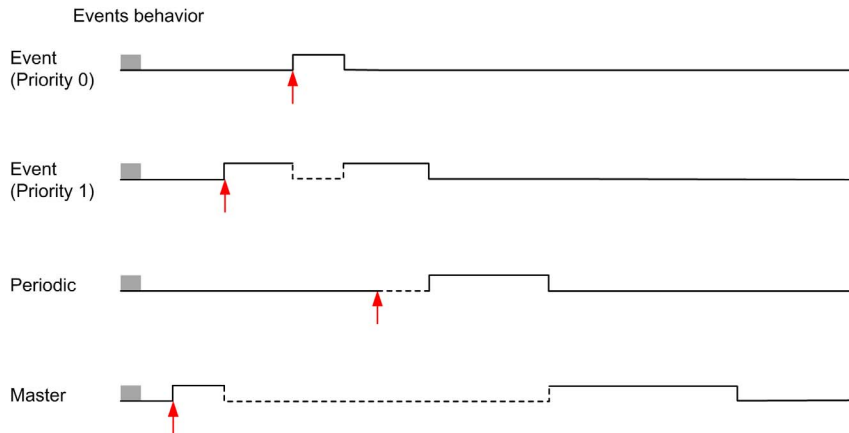 Events behavior
Event
(Priority 0)
Event
(Priority 1)
Periodic
Master